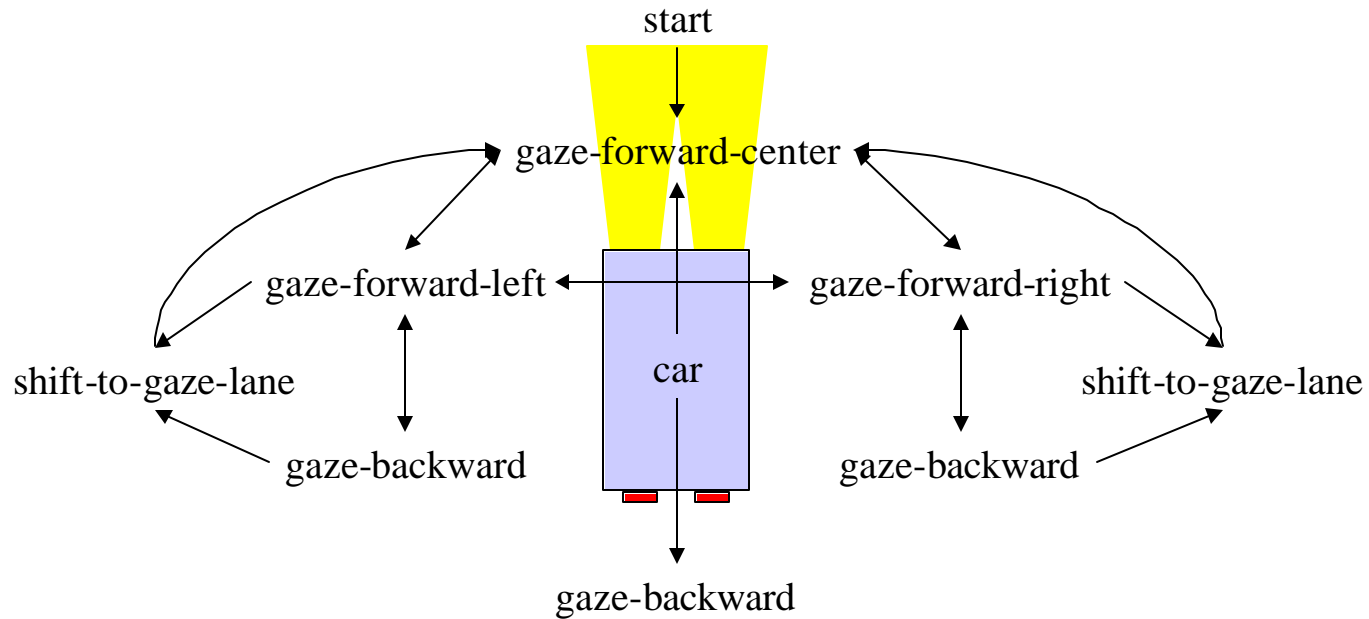 start
gaze-forward-center
gaze-forward-left
gaze-forward-right
shift-to-gaze-lane
car
shift-to-gaze-lane
gaze-backward
gaze-backward
gaze-backward